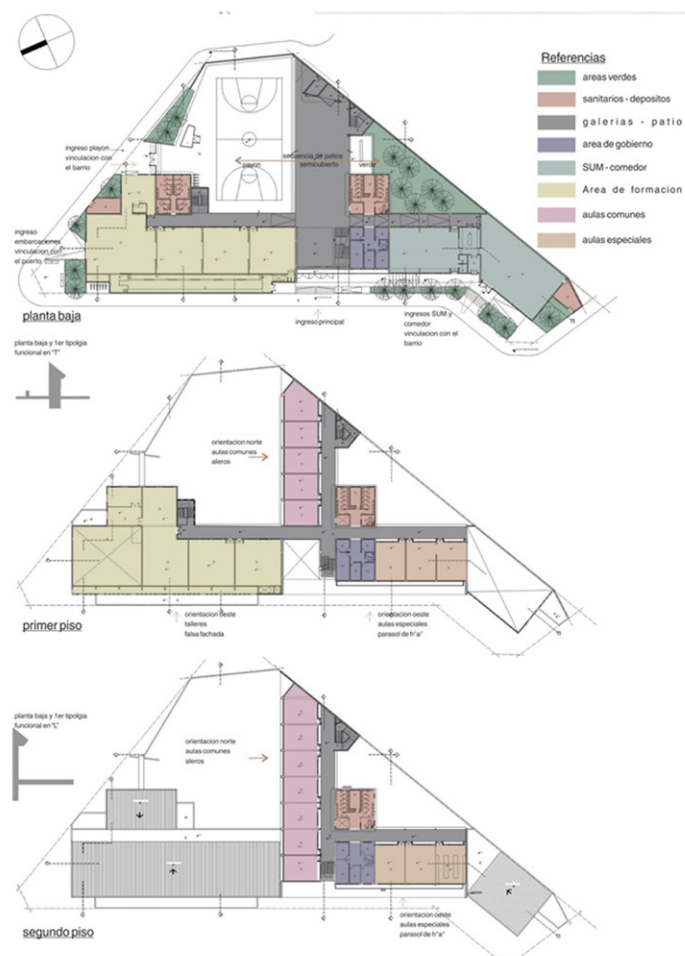 Referencias
areas verdes
sanitarios - depositos
galerias - patio
area de gobierno
SUM - comedor
Area de formacion
aulas comunes
aulas especiales
ingreso playon
vinculacion con
el barrio
secuencia de patios
semicubierto
payon
verde
ingreso
embarcaciones
vinculacion con
el puerto
planta baja
ingreso principal
ingresos SUM y
comedor
vinculacion con el
barrio
planta baja y 1er tipolgia
funcional en "T"
orientacion norte
aulas comunes
aleros
orientacion oeste
talleres
falsa fachada
orientacion oeste
aulas especiales
parasol de h°a°
primer piso
planta baja y 1er tipolgia
funcional en "L"
orientacion norte
aulas comunes
aleros
orientacion oeste
aulas especiales
parasol de h°a°
segundo piso